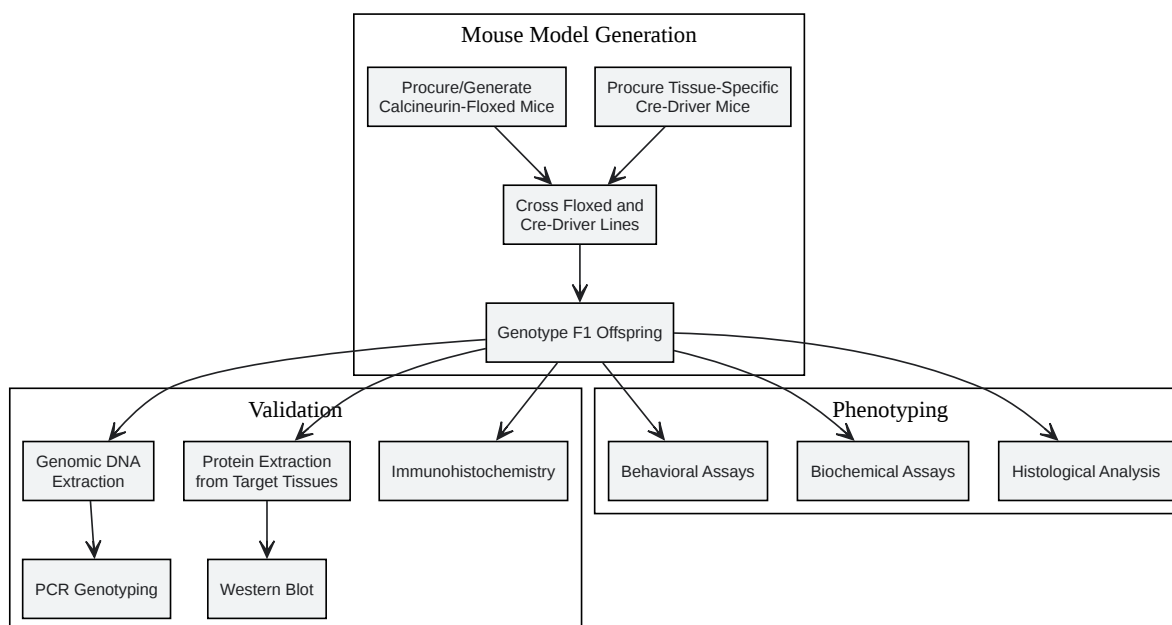 Mouse Model Generation
Procure/Generate
Calcineurin-Floxed Mice
Procure Tissue-Specific
Cre-Driver Mice
Cross Floxed and
Cre-Driver Lines
Genotype F1 Offspring
Validation
Genomic DNA
Extraction
Protein Extraction
from Target Tissues
Immunohistochemistry
PCR Genotyping
Western Blot
Phenotyping
Behavioral Assays
Biochemical Assays
Histological Analysis